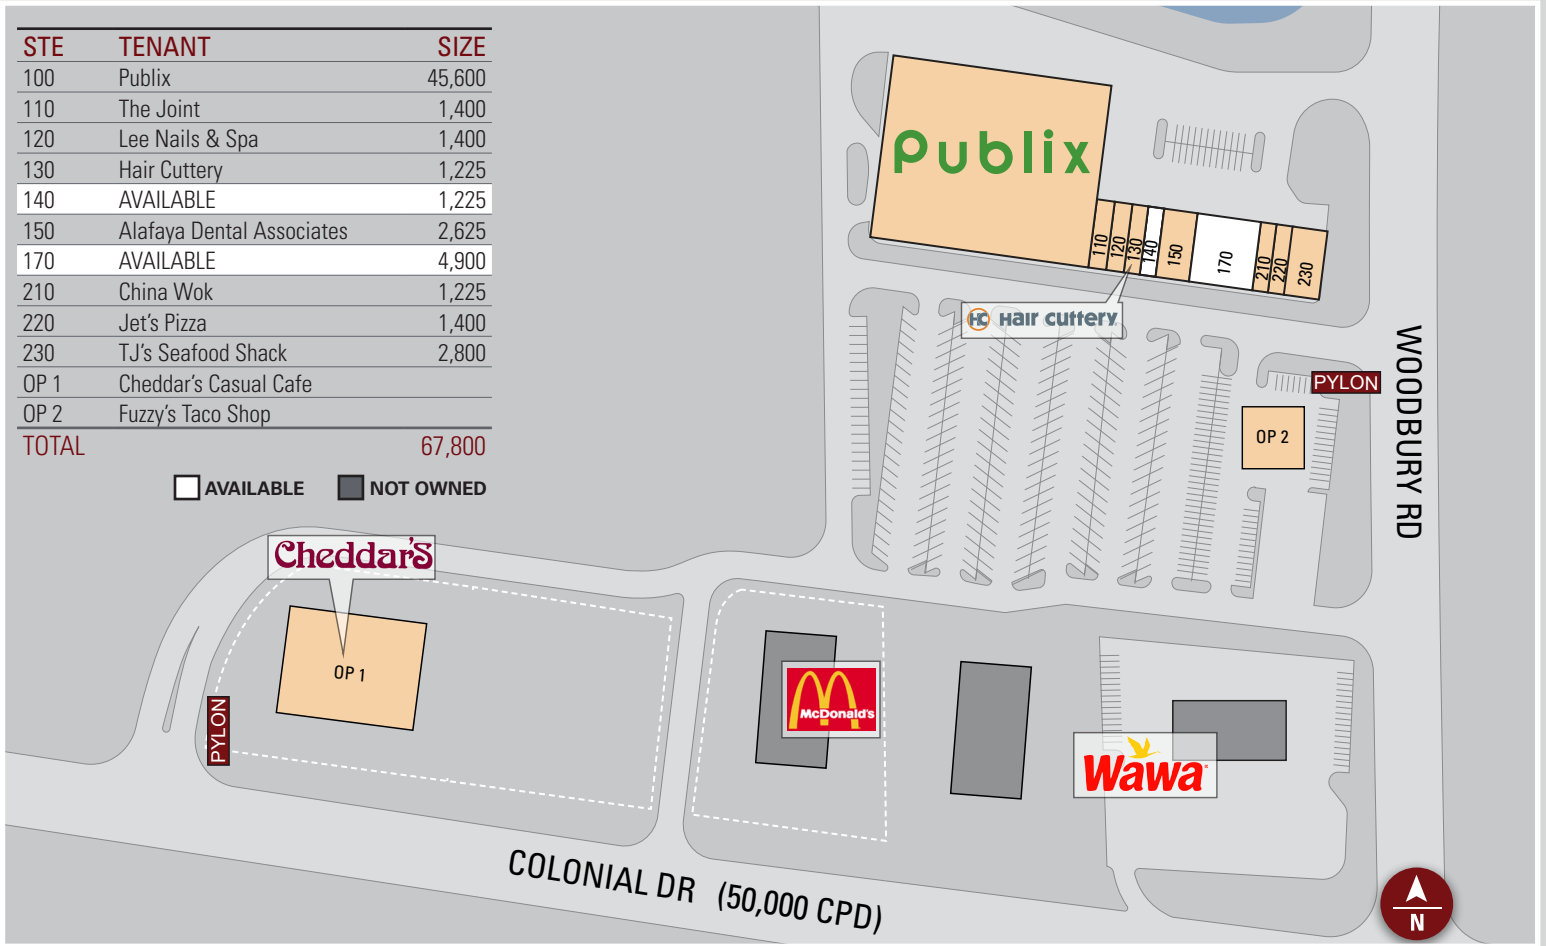 STE TENANT SIZE
100 Publix 45,600
110 The Joint 1,400
120 Lee Nails & Spa 1,400
130 Hair Cuttery 1,225
140 AVAILABLE 1,225
150 Alafaya Dental Associates 2,625
170 AVAILABLE 4,900
210 China Wok 1,225
220 Jet's Pizza 1,400
230 TJ's Seafood Shack 2,800
OP 1 Cheddar's Casual Cafe
OP 2 Fuzzy's Taco Shop
TOTAL 67,800
AVAILABLE NOT OWNED
Publix
110
120
130
140
150
170
210
220
230
HC Hair cuttery
PYLON
OP 2
WOODBURY RD
Cheddar's
OP 1
PYLON
McDonald's
Wawa
COLONIAL DR (50,000 CPD)
N